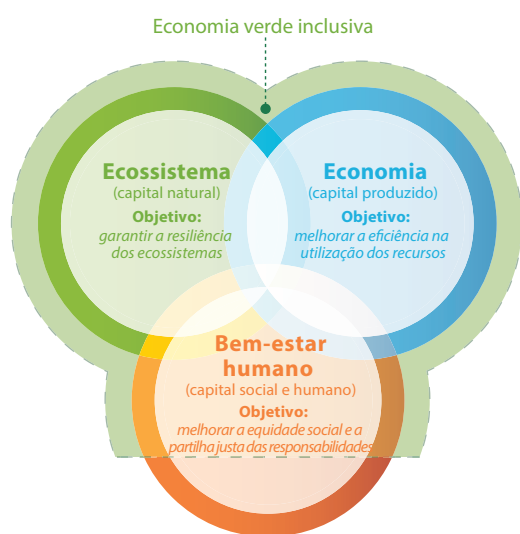 Economia verde inclusiva
Ecossistema
(capital natural)
Objetivo:
garantir a resiliência
dos ecossistemas
Economia
(capital produzido)
Objetivo:
melhorar a eficiência na
utilização dos recursos
Bem-estar
humano
(capital social e humano)
Objetivo:
melhorar a equidade social e a
partilha justa das responsabilidades